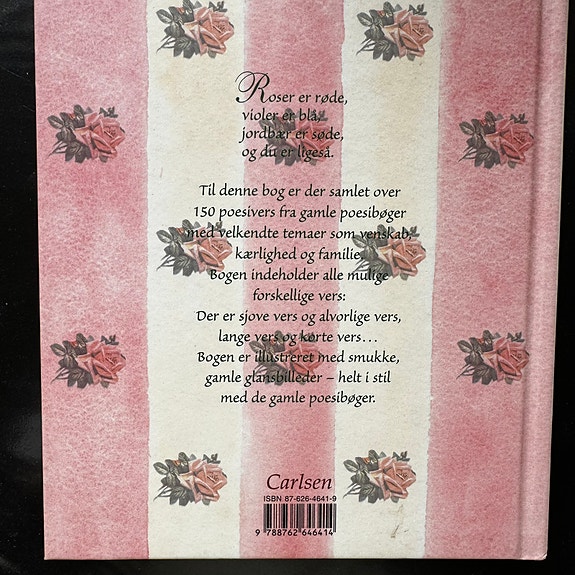 Roser er røde,
violer er blå,
jordbær er søde,
og du er ligeså.
Til denne bog er der samlet over
150 poesivers fra gamle poesibøger
med velkendte temaer som venskab,
kærlighed og familie.
Bogen indeholder alle mulige
forskellige vers:
Der er sjove vers og alvorlige vers,
lange vers og korte vers...
Bogen er illustreret med smukke,
gamle glansbilleder – helt i stil
med de gamle poesibøger.
Carlsen
ISBN 87-626-4641-9
9 788762 646414